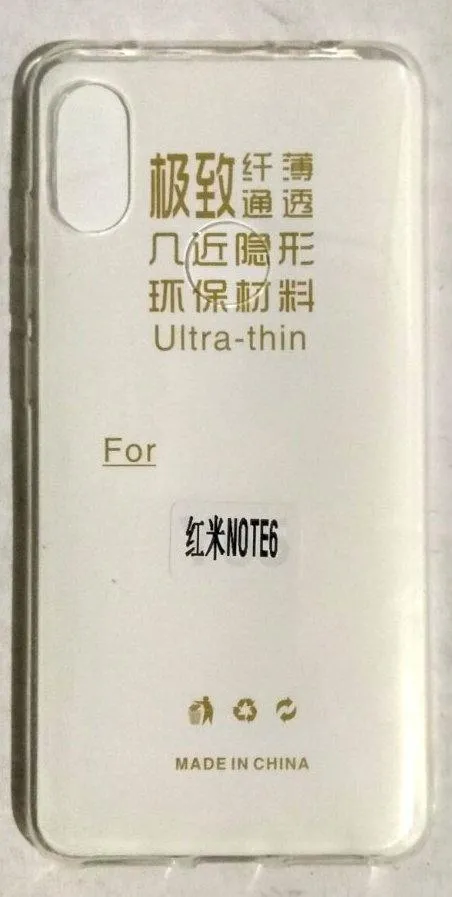 极致纤薄
通透
几近隐形
环保材料
Ultra-thin
For
红米NOTE6
MADE IN CHINA